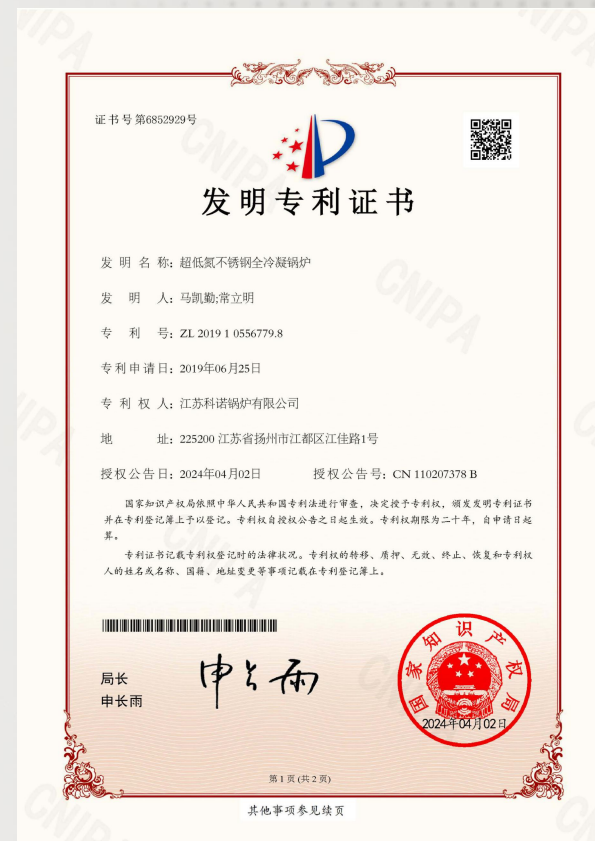 证书号第6852929号
发明专利证书
发明名称：超低氮不锈钢全冷凝锅炉
发明人：马凯勤;常立明
专利号：ZL 2019 1 0556779.8
专利申请日：2019年06月25日
专利权人：江苏科诺锅炉有限公司
地址：225200 江苏省扬州市江都区江佳路1号
授权公告日：2024年04月02日 授权公告号：CN 110207378 B
国家知识产权局依照中华人民共和国专利法进行审查，决定授予专利权，颁发发明专利证书
并在专利登记簿上予以登记。专利权自授权公告之日起生效。专利权期限为二十年，自申请日起
算。
专利证书记载专利权登记时的法律状况。专利权的转移、质押、无效、终止、恢复和专利权
人的姓名或名称、国籍、地址变更等事项记载在专利登记簿上。
局长
申长雨
申长雨
国家知识产权局
2024年04月02日
第1页(共2页)
其他事项参见续页
CNIPA
CNIPA
CNIPA
CNIPA
CNIPA